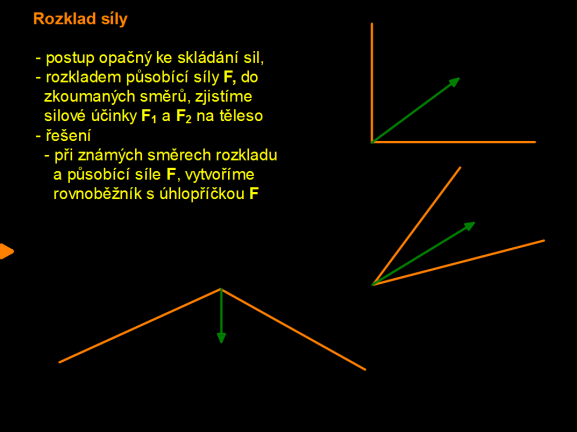 Rozklad síly
- postup opačný ke skládání sil,
- rozkladem působící síly F, do
zkoumaných směrů, zjistíme
silové účinky F₁ a F₂ na těleso
- řešení
- při známých směrech rozkladu
a působící síle F, vytvoříme
rovnoběžník s úhlopříčkou F